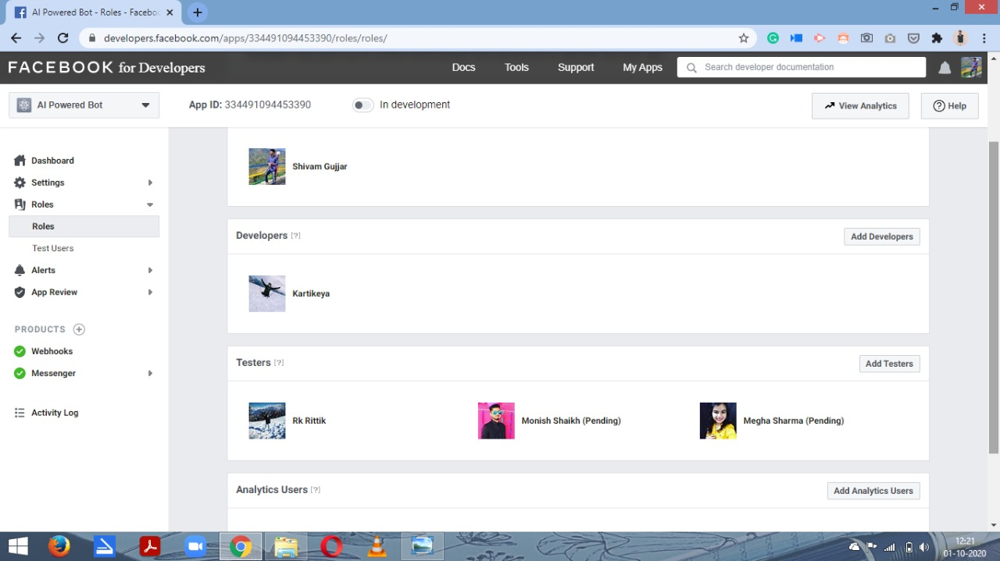 AI Powered Bot - Roles - Faceboo
developers.facebook.com/apps/334491094453390/roles/roles/
FACEBOOK for Developers
Docs
Tools
Support
My Apps
Search developer documentation
AI Powered Bot
App ID: 334491094453390
In development
View Analytics
Help
Dashboard
Settings
Roles
Roles
Test Users
Alerts
App Review
PRODUCTS
Webhooks
Messenger
Activity Log
Shivam Gujjar
Developers [?]
Add Developers
Kartikeya
Testers [?]
Add Testers
Rk Rittik
Monish Shaikh (Pending)
Megha Sharma (Pending)
Analytics Users [?]
Add Analytics Users
12:21
01-10-2020